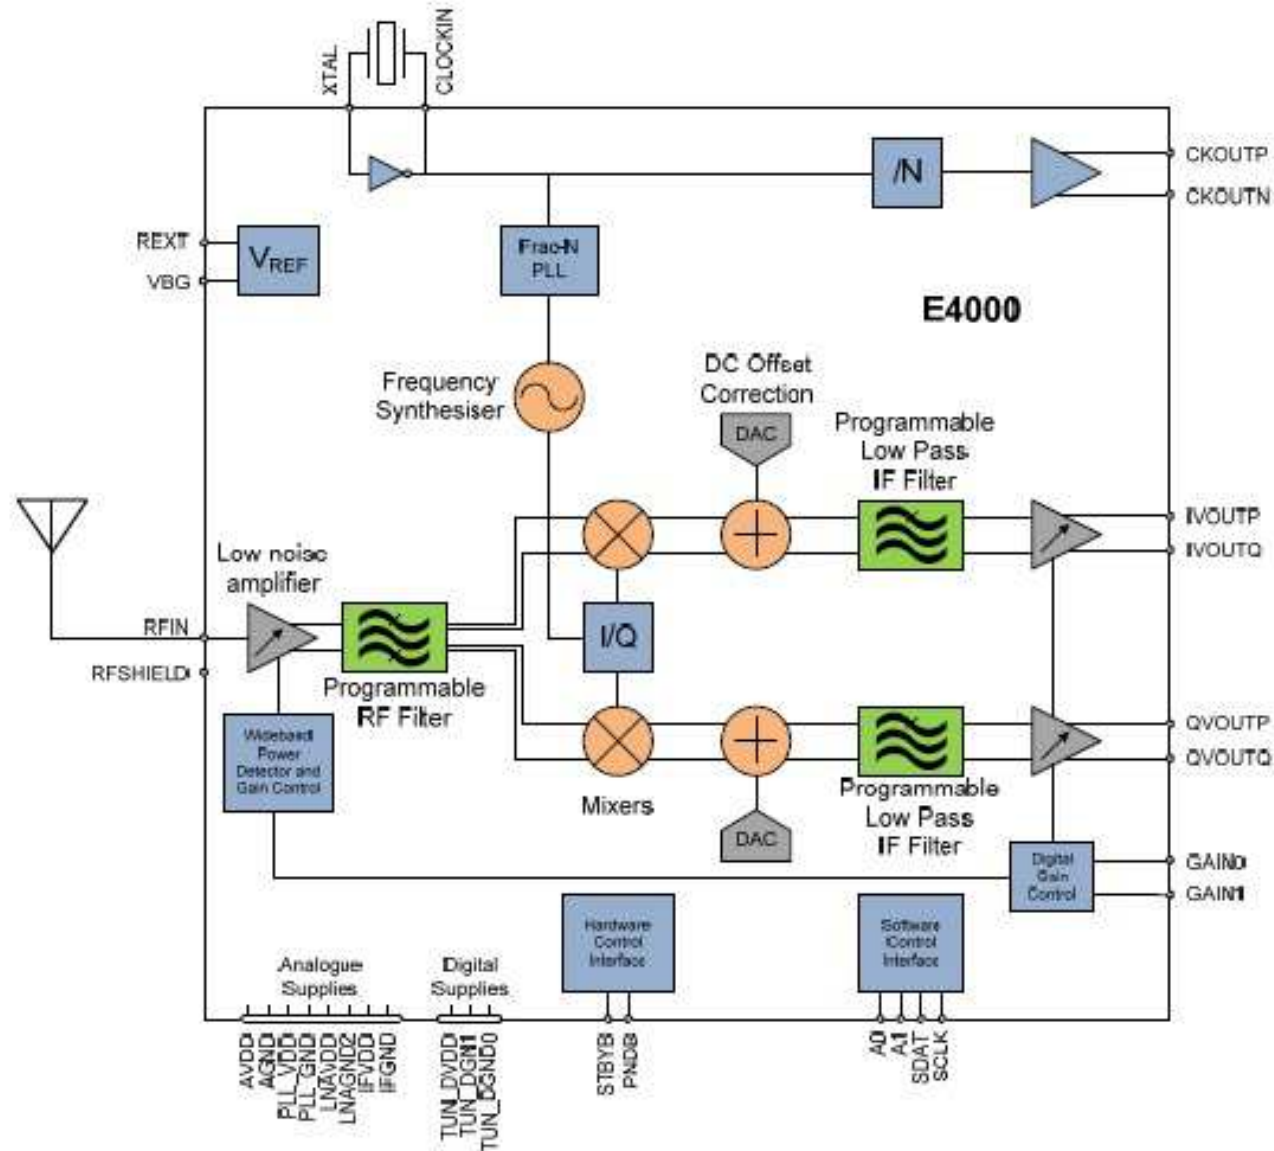 XTAL
CLOCKIN
/N
CKOUTP
CKOUTN
REXT
VBG
VREF
Frac-N
PLL
E4000
Frequency
Synthesiser
DC Offset
Correction
DAC
Programmable
Low Pass
IF Filter
IVOUTP
IVOUTQ
Low noise
amplifier
RFIN
RFSHIELD
I/Q
Programmable
RF Filter
Wideband
Power
Detector and
Gain Control
Mixers
DAC
Programmable
Low Pass
IF Filter
QVOUTP
QVOUTQ
Digital
Gain
Control
GAIN0
GAIN1
Hardware
Control
Interface
Software
Control
Interface
Analogue
Supplies
Digital
Supplies
AVDD
AGND
PLL_VDD
PLL_GND
LNAVDD
LNAGND2
IFVDD
IFGND
TUN_DVDD
TUN_DGN1
TUN_DGND0
STBYB
PNDB
A0
A1
SDAT
SCLK